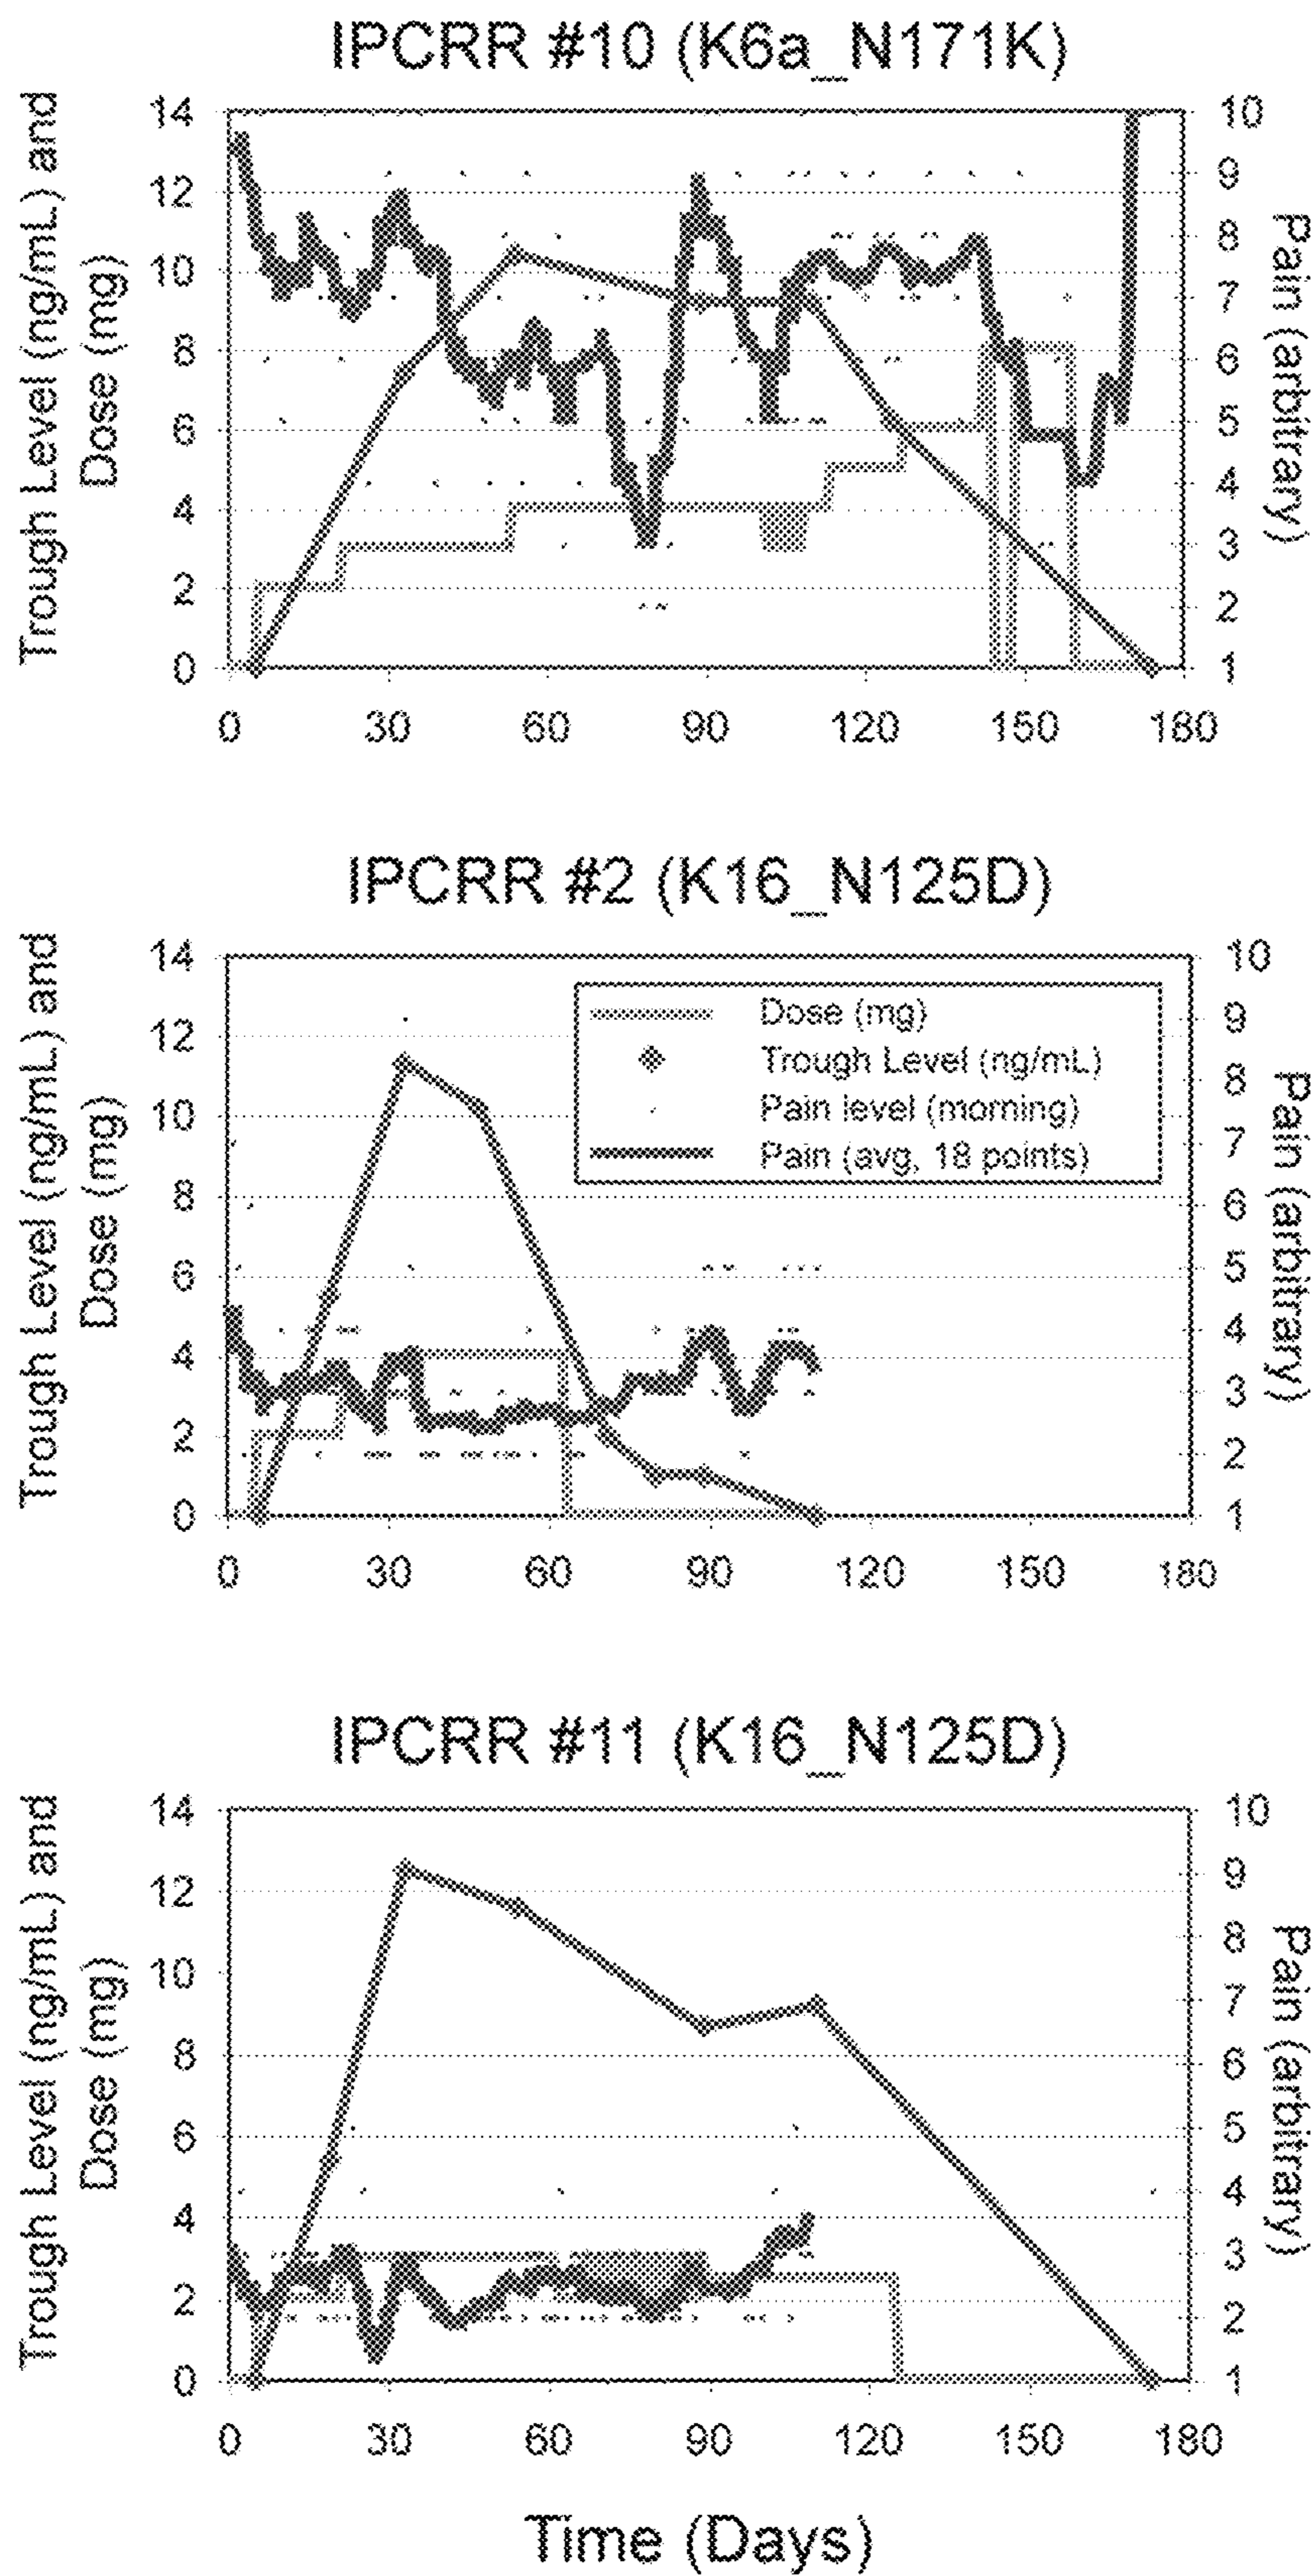 IPCRR #10 (K6a_N171K)
Trough Level (ng/mL) and
Dose (mg)
14
12
10
8
6
4
2
0
10
9
8
7
6
5
4
3
2
1
Pain (arbitrary)
0 30 60 90 120 150 180
IPCRR #2 (K16_N125D)
Trough Level (ng/mL) and
Dose (mg)
14
12
10
8
6
4
2
0
Dose (mg)
Trough Level (ng/mL)
Pain level (morning)
Pain (avg, 18 points)
10
9
8
7
6
5
4
3
2
1
Pain (arbitrary)
0 30 60 90 120 150 180
IPCRR #11 (K16_N125D)
Trough Level (ng/mL) and
Dose (mg)
14
12
10
8
6
4
2
0
10
9
8
7
6
5
4
3
2
1
Pain (arbitrary)
0 30 60 90 120 150 180
Time (Days)